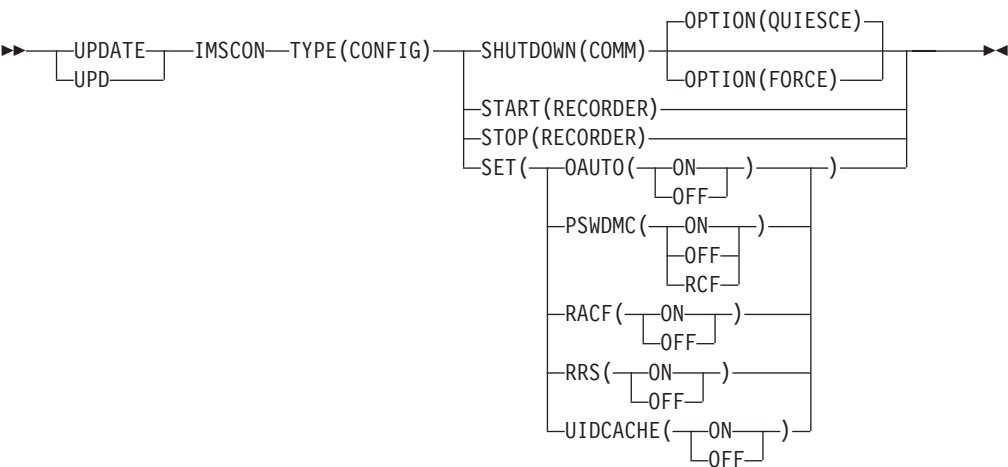 OPTION(QUIESCE)
UPDATE IMSCON TYPE(CONFIG) SHUTDOWN(COMM)
UPD OPTION(FORCE)
START(RECORDER)
STOP(RECORDER)
SET( OAUTO( ON ) )
OFF
PSWDMC( ON )
OFF
RCF
RACF( ON )
OFF
RRS( ON )
OFF
UIDCACHE( ON )
OFF